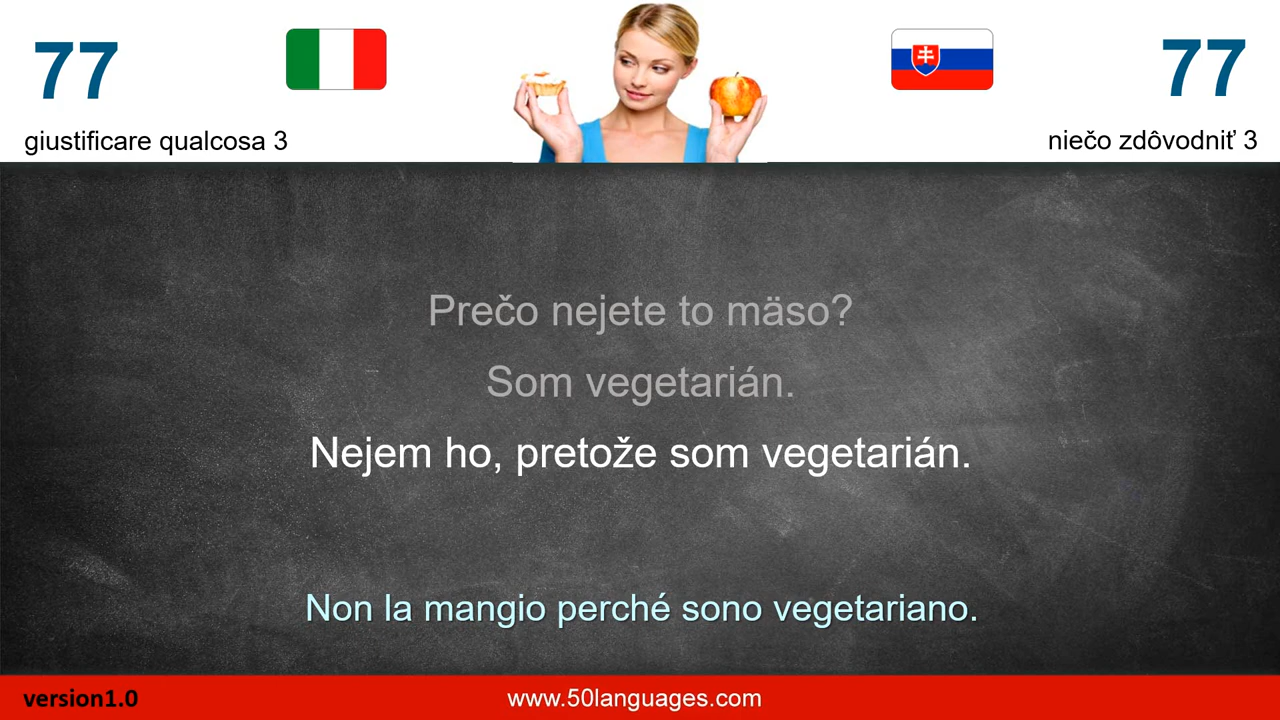 77
77
giustificare qualcosa 3
niečo zdôvodniť 3
Prečo nejete to mäso?
Som vegetarián.
Nejem ho, pretože som vegetarián.
Non la mangio perché sono vegetariano.
version1.0
www.50languages.com